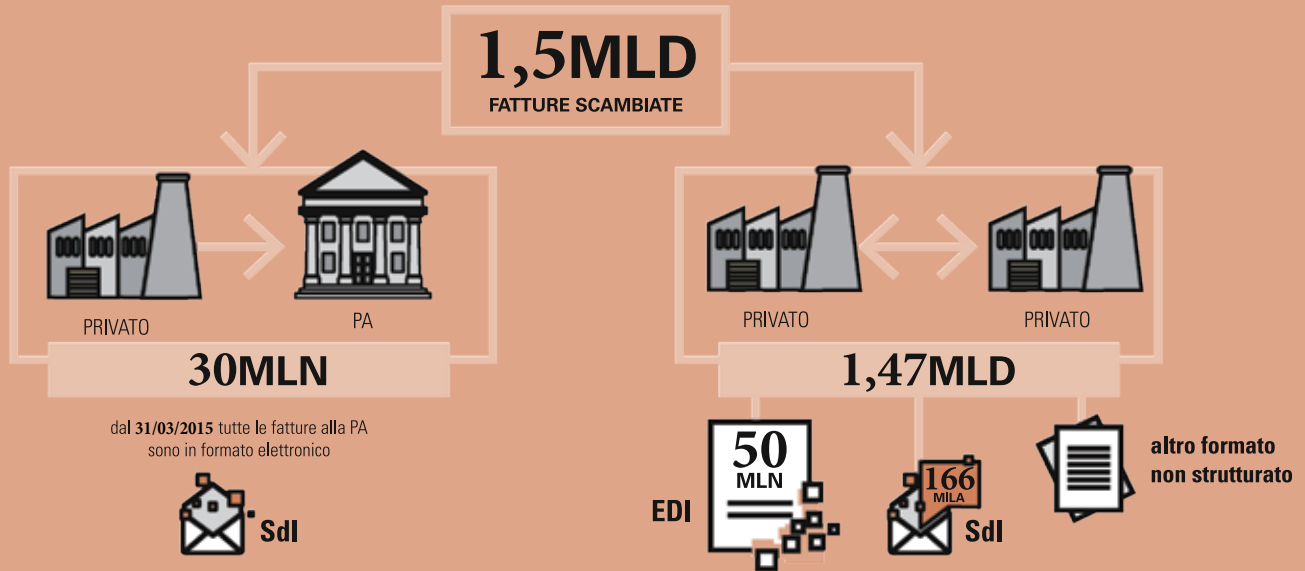 1,5MLD
FATTURE SCAMBIATE
PRIVATO
PA
30MLN
dal 31/03/2015 tutte le fatture alla PA
sono in formato elettronico
SdI
PRIVATO
PRIVATO
1,47MLD
EDI
50
MLN
166
MILA
SdI
altro formato
non strutturato